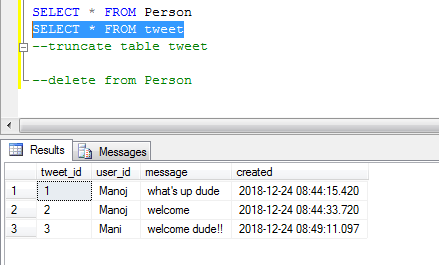 SELECT * FROM Person
SELECT * FROM tweet
--truncate table tweet
--delete from Person
Results Messages
tweet_id user_id message created
1 1 Manoj what's up dude 2018-12-24 08:44:15.420
2 2 Manoj welcome 2018-12-24 08:44:33.720
3 3 Mani welcome dude!! 2018-12-24 08:49:11.097